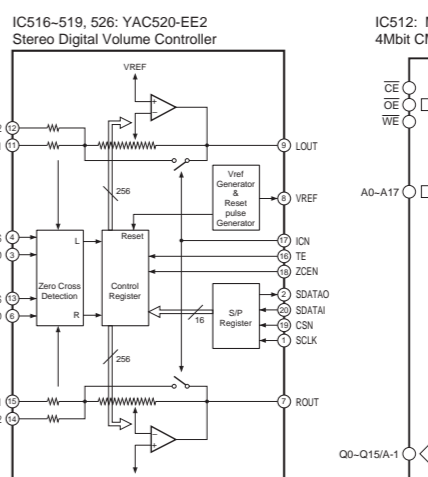 IC516~519, 526: YAC520-EE2
Stereo Digital Volume Controller
VREF
2 12
11
9 LOUT
256
Vref
Generator
&
Reset
pulse
Generator
8 VREF
4
3
L
Reset
17 ICN
16 TE
18 ZCEN
Zero Cross
Detection
Control
Register
S/P
Register
16
2 SDATAO
20 SDATAI
19 CSN
1 SCLK
13
6
R
256
15
14
7 ROUT
IC512:
4Mbit
CE
OE
WE
A0~A17
Q0~Q15/A-1